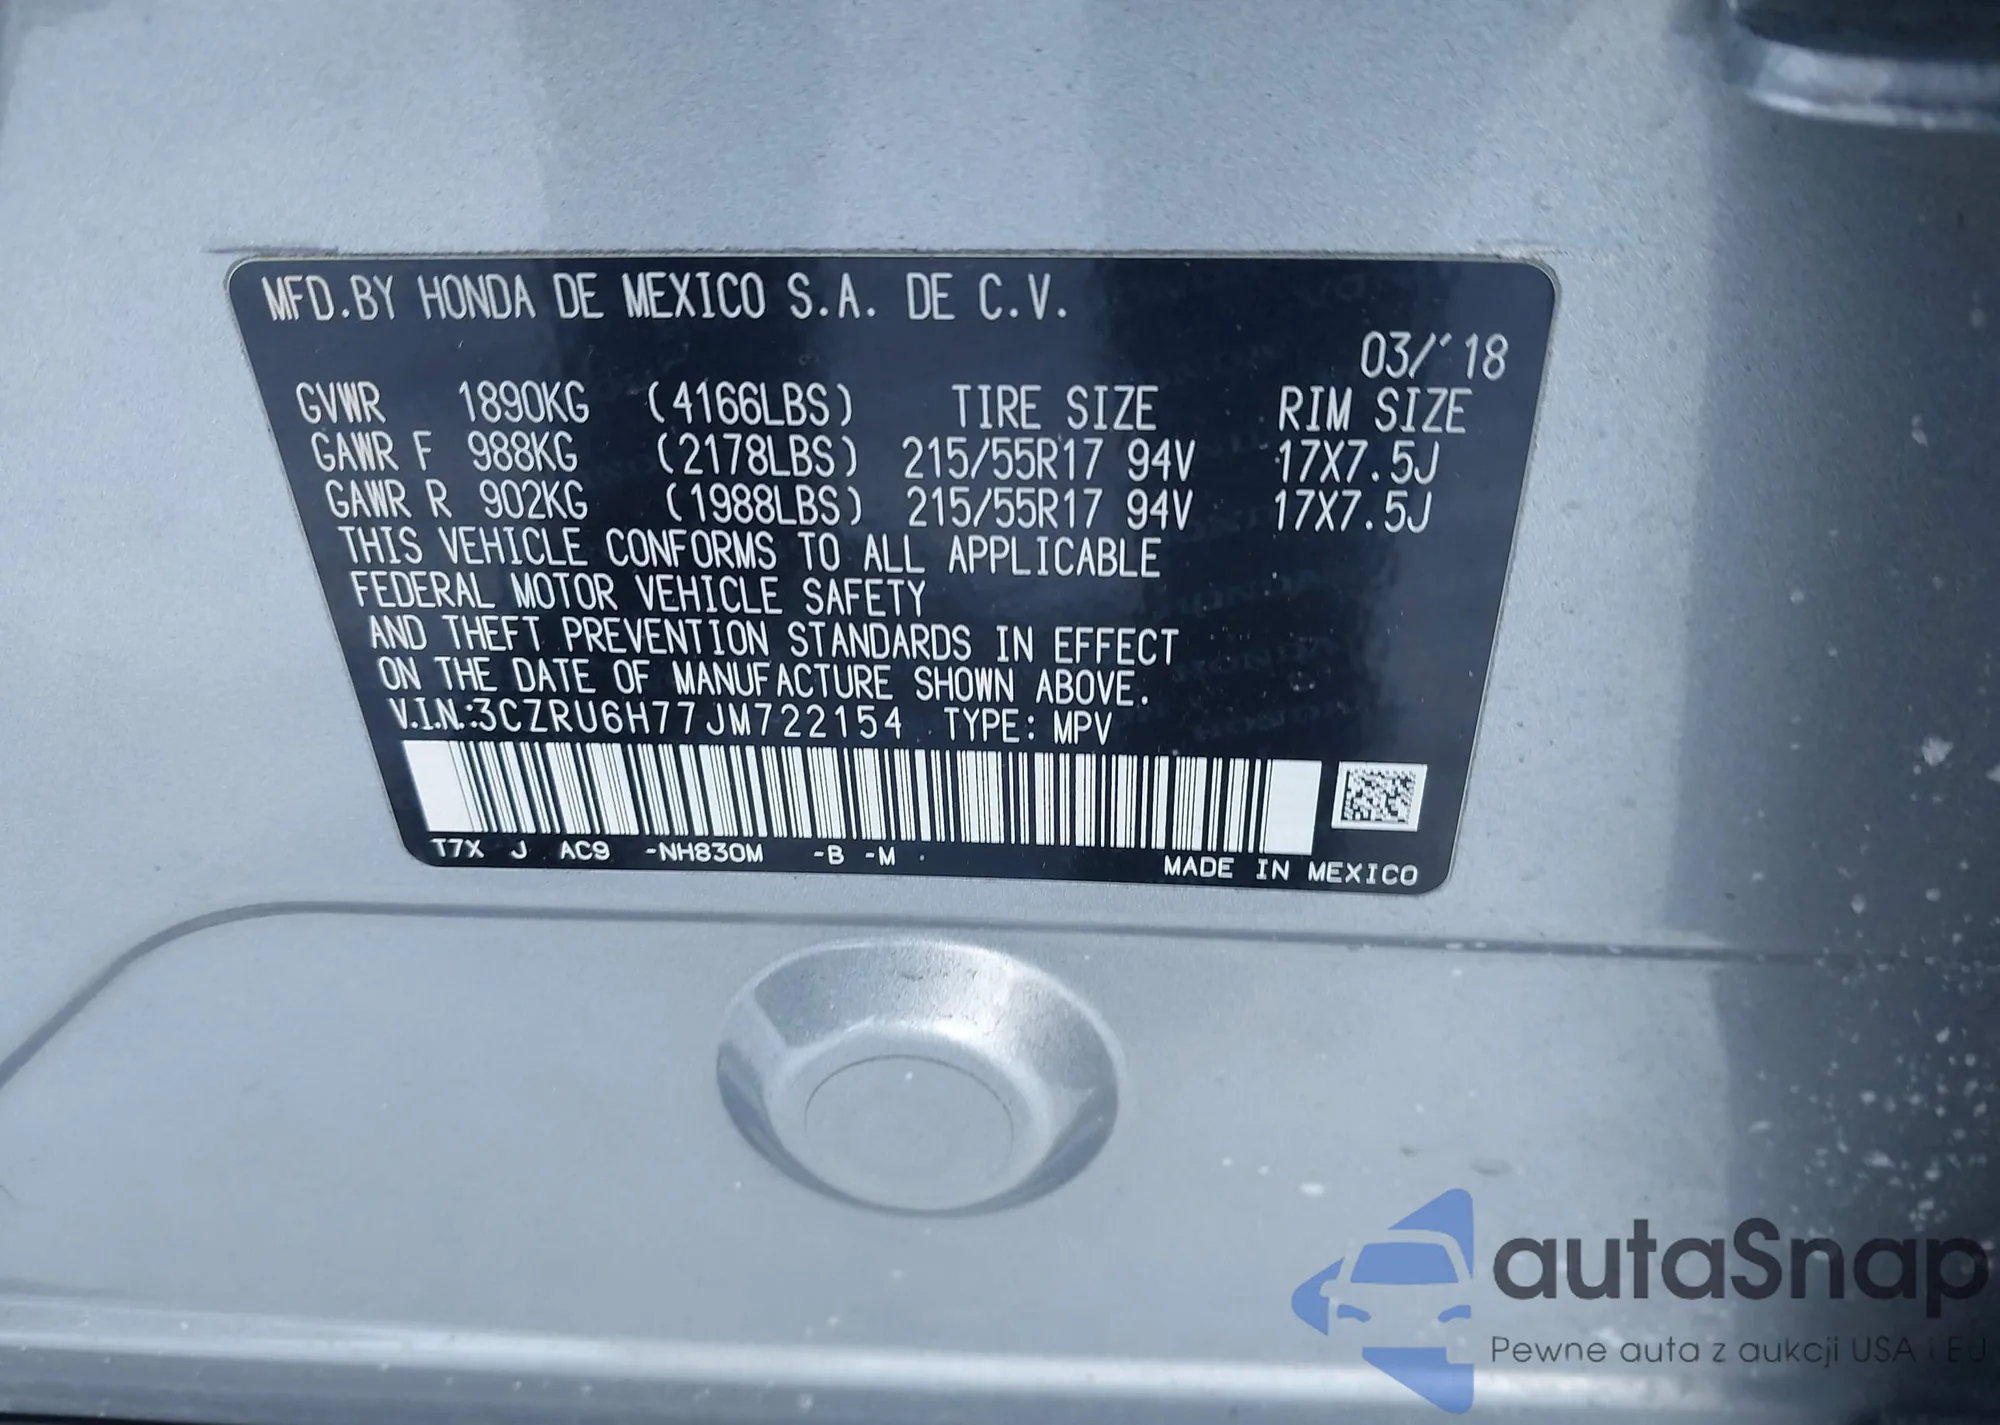 MFD.BY HONDA DE MEXICO S.A. DE C.V.
03/'18
GVWR 1890KG (4166LBS) TIRE SIZE RIM SIZE
GAWR F 988KG (2178LBS) 215/55R17 94V 17X7.5J
GAWR R 902KG (1988LBS) 215/55R17 94V 17X7.5J
THIS VEHICLE CONFORMS TO ALL APPLICABLE
FEDERAL MOTOR VEHICLE SAFETY
AND THEFT PREVENTION STANDARDS IN EFFECT
ON THE DATE OF MANUFACTURE SHOWN ABOVE.
V.I.N.:3CZRU6H77JM722154 TYPE: MPV
T7X J AC9 -NH830M -B -M
MADE IN MEXICO
autaSnap
Pewne auta z aukcji USA i EU